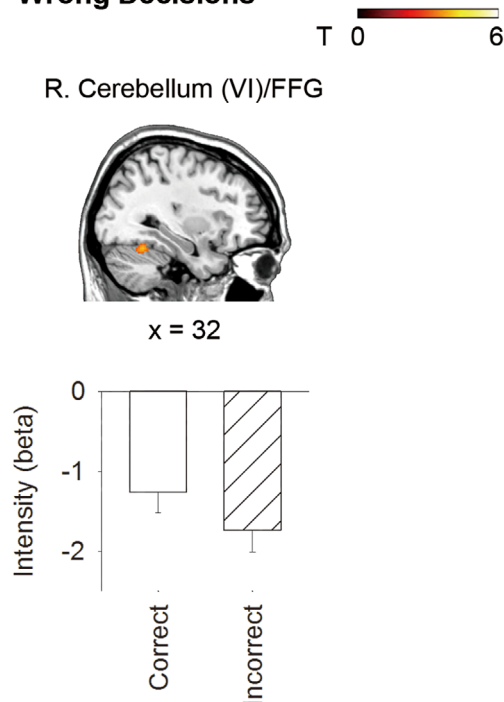 Wrong Decisions
T 0 6
R. Cerebellum (VI)/FFG
x = 32
Intensity (beta)
0
-1
-2
Correct
ncorrect